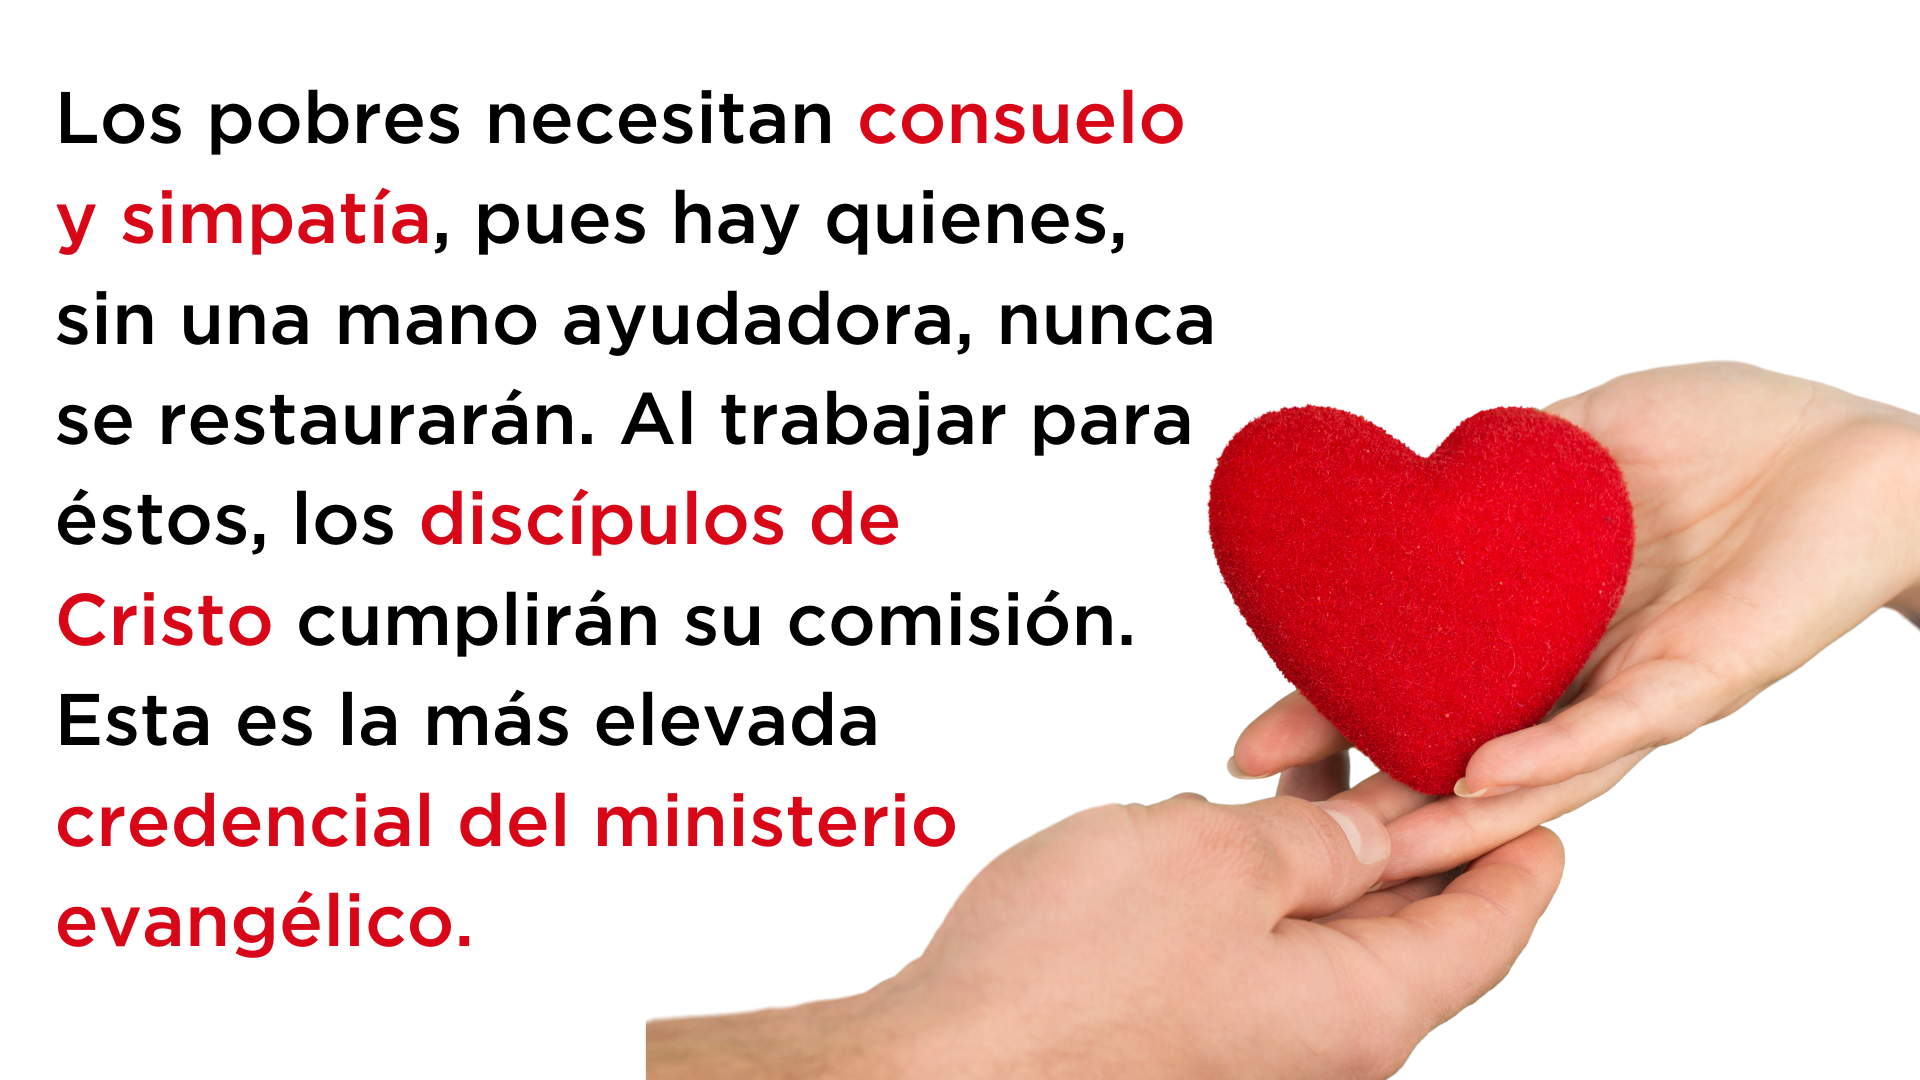 Los pobres necesitan consuelo
y simpatía, pues hay quienes,
sin una mano ayudadora, nunca
se restaurarán. Al trabajar para
éstos, los discípulos de
Cristo cumplirán su comisión.
Esta es la más elevada
credencial del ministerio
evangélico.